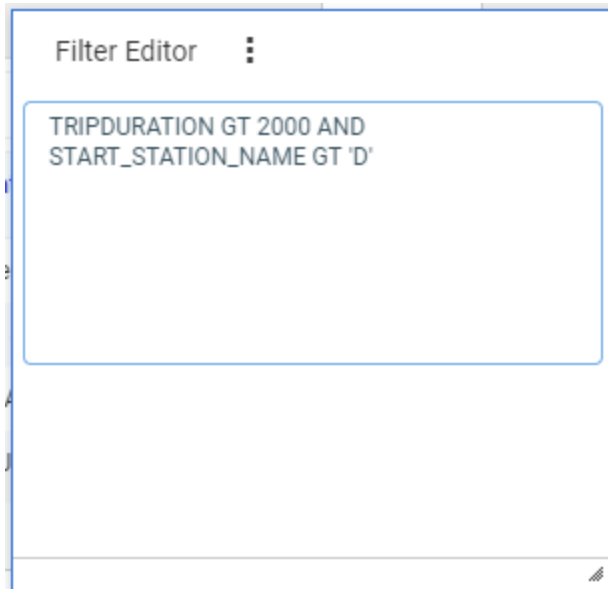 Filter Editor
TRIPDURATION GT 2000 AND
START_STATION_NAME GT 'D'